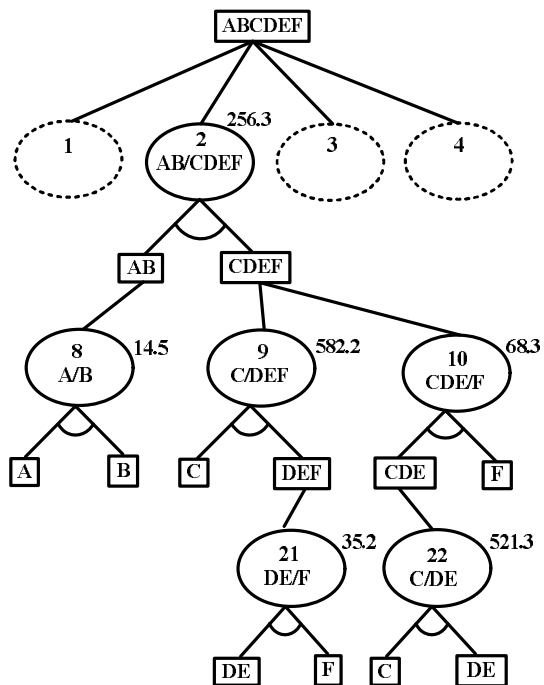 ABCDEF
256.3
1
2
3
4
AB/CDEF
AB
CDEF
8
14.5
9
582.2
10
68.3
A/B
C/DEF
CDE/F
A
B
C
DEF
CDE
F
21
35.2
22
521.3
DE/F
C/DE
DE
F
C
DE